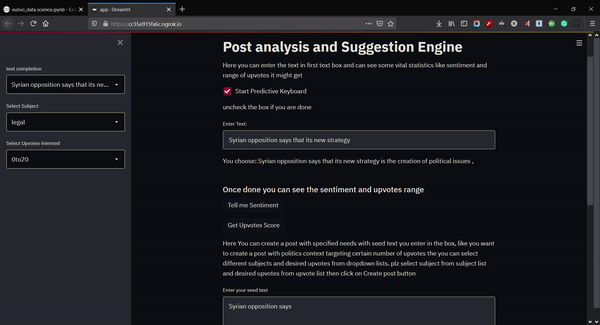 eulivo_data science.ipynb - Co
app · Streamlit
https://cc35e915fa6c.ngrok.io
text completion
Syrian opposition says that its ne...
Select Subject
legal
Select Upvotes intented
0to20
Post analysis and Suggestion Engine
Here you can enter the text in first text box and can see some vital statistics like sentiment and
range of upvotes it might get
Start Predictive Keyboard
uncheck the box if you are done
Enter Text:
Syrian opposition says that its new strategy
You choose: Syrian opposition says that its new strategy is the creation of political issues ,
Once done you can see the sentiment and upvotes range
Tell me Sentiment
Get Upvotes Score
Here You can create a post with specified needs with seed text you enter in the box, like you want
to create a post with politics context targeting certain number of upvotes the you can select
different subjects and desired upvotes from dropdown lists. plz select subject from subject list
and desired upvotes from upvote list then click on Create post button
Enter your seed text
Syrian opposition says